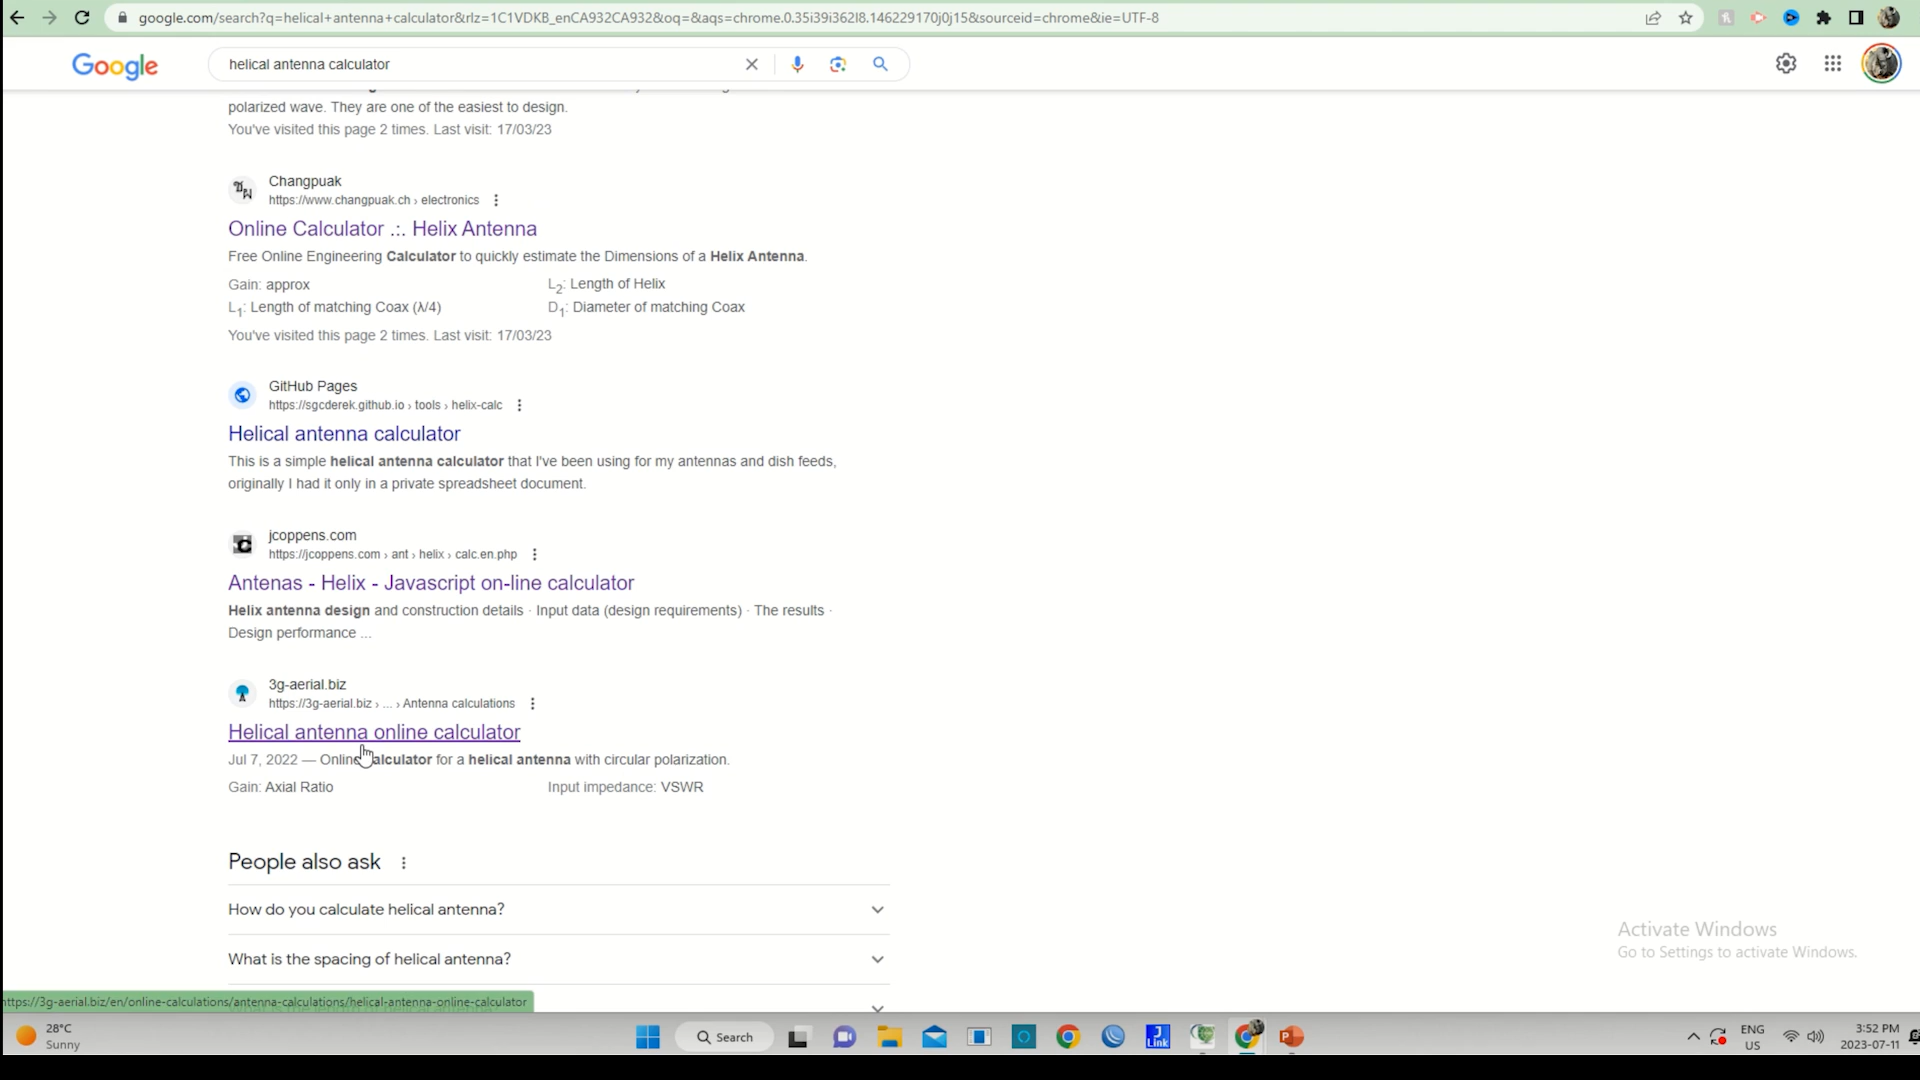 google.com/search?q=helical+antenna+calculator&rlz=1C1VDKB_enCA932CA932&oq=&aqs=chrome.0.35i39i362l8.146229170j0j15&sourceid=chrome&ie=UTF-8
Google
helical antenna calculator
polarized wave. They are one of the easiest to design.
You've visited this page 2 times. Last visit: 17/03/23
Changpuak
https://www.changpuak.ch › electronics
Online Calculator .:. Helix Antenna
Free Online Engineering Calculator to quickly estimate the Dimensions of a Helix Antenna.
Gain: approx
L2: Length of Helix
L1: Length of matching Coax (λ/4)
D1: Diameter of matching Coax
You've visited this page 2 times. Last visit: 17/03/23
GitHub Pages
https://sgcderek.github.io › tools › helix-calc
Helical antenna calculator
This is a simple helical antenna calculator that I've been using for my antennas and dish feeds,
originally I had it only in a private spreadsheet document.
jcoppens.com
https://jcoppens.com › ant › helix › calc.en.php
Antenas - Helix - Javascript on-line calculator
Helix antenna design and construction details · Input data (design requirements) · The results ·
Design performance ...
3g-aerial.biz
https://3g-aerial.biz › ... › Antenna calculations
Helical antenna online calculator
Jul 7, 2022 — Online calculator for a helical antenna with circular polarization.
Gain: Axial Ratio
Input impedance: VSWR
People also ask
How do you calculate helical antenna?
What is the spacing of helical antenna?
Activate Windows
Go to Settings to activate Windows.
https://3g-aerial.biz/en/online-calculations/antenna-calculations/helical-antenna-online-calculator
28°C
Sunny
Search
J
Link
ENG
US
3:52 PM
2023-07-11